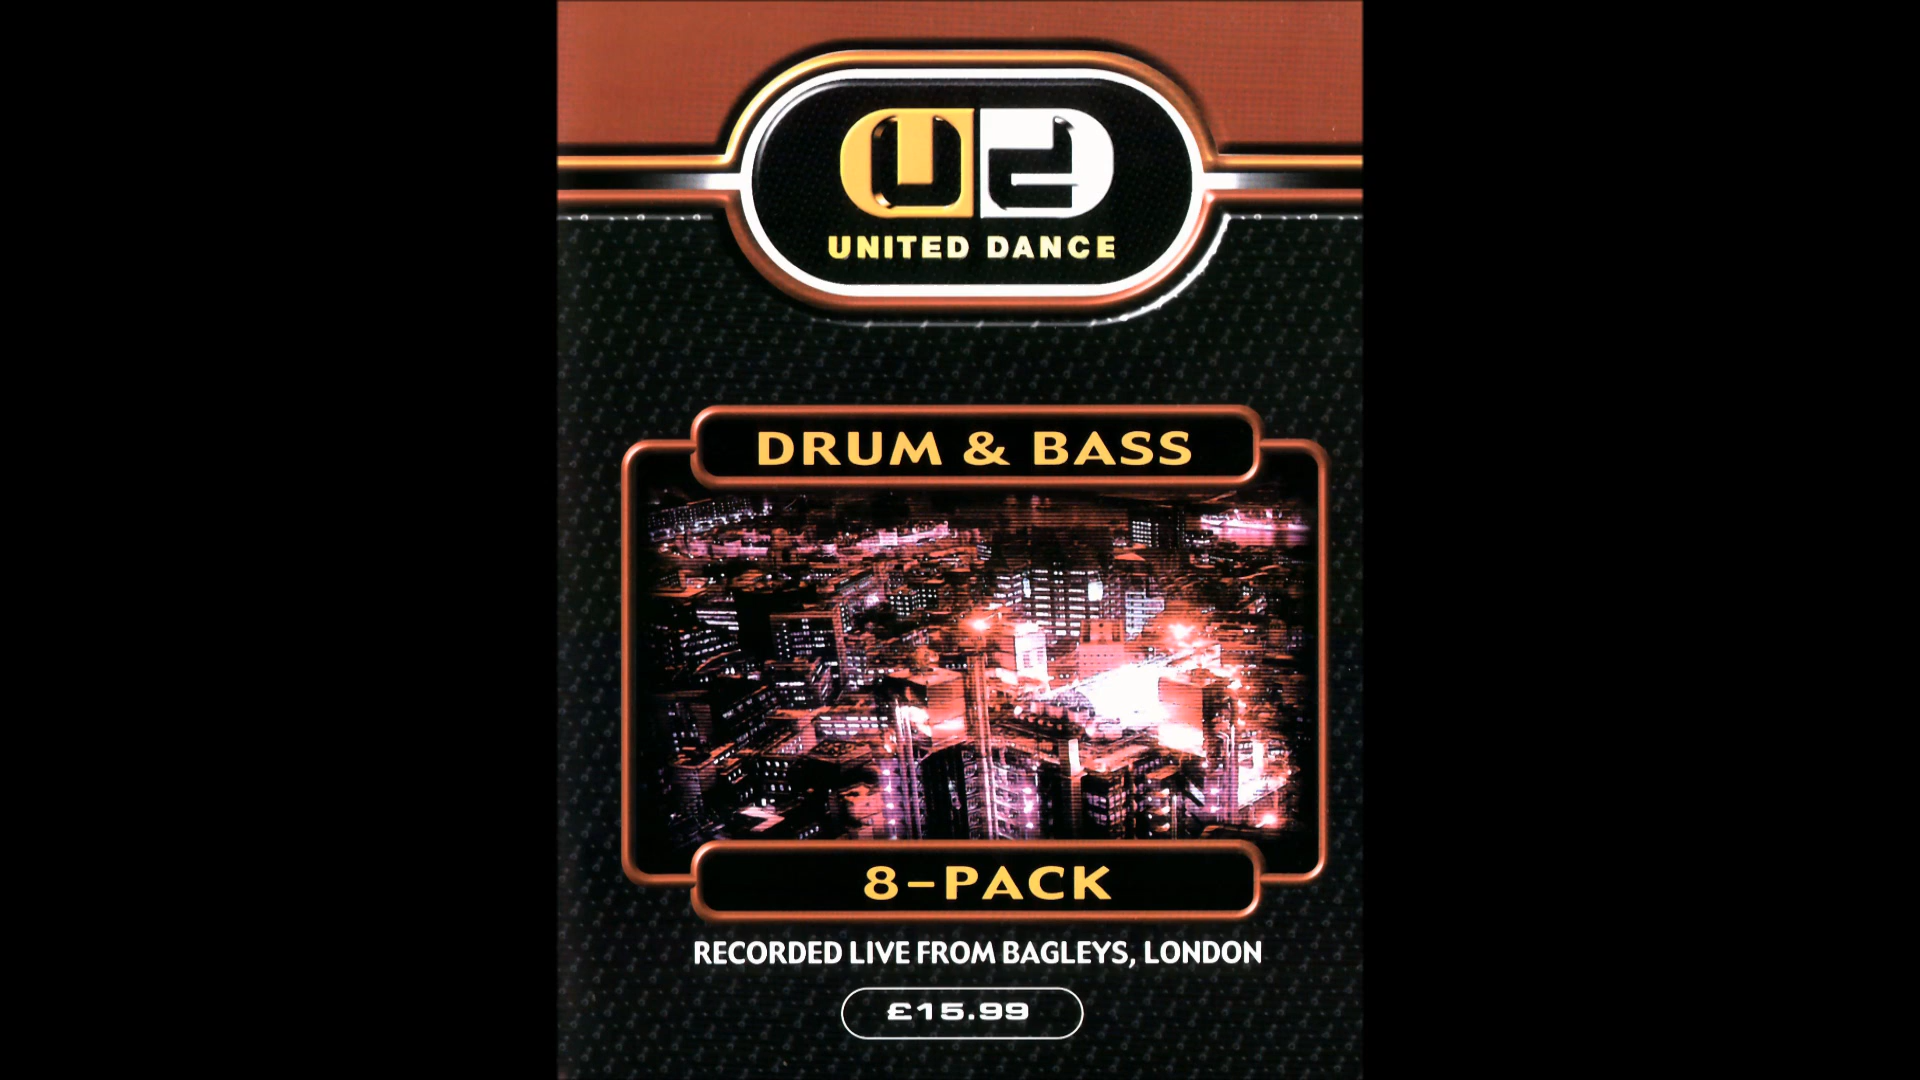 UD
UNITED DANCE
DRUM & BASS
8-PACK
RECORDED LIVE FROM BAGLEYS, LONDON
£15.99